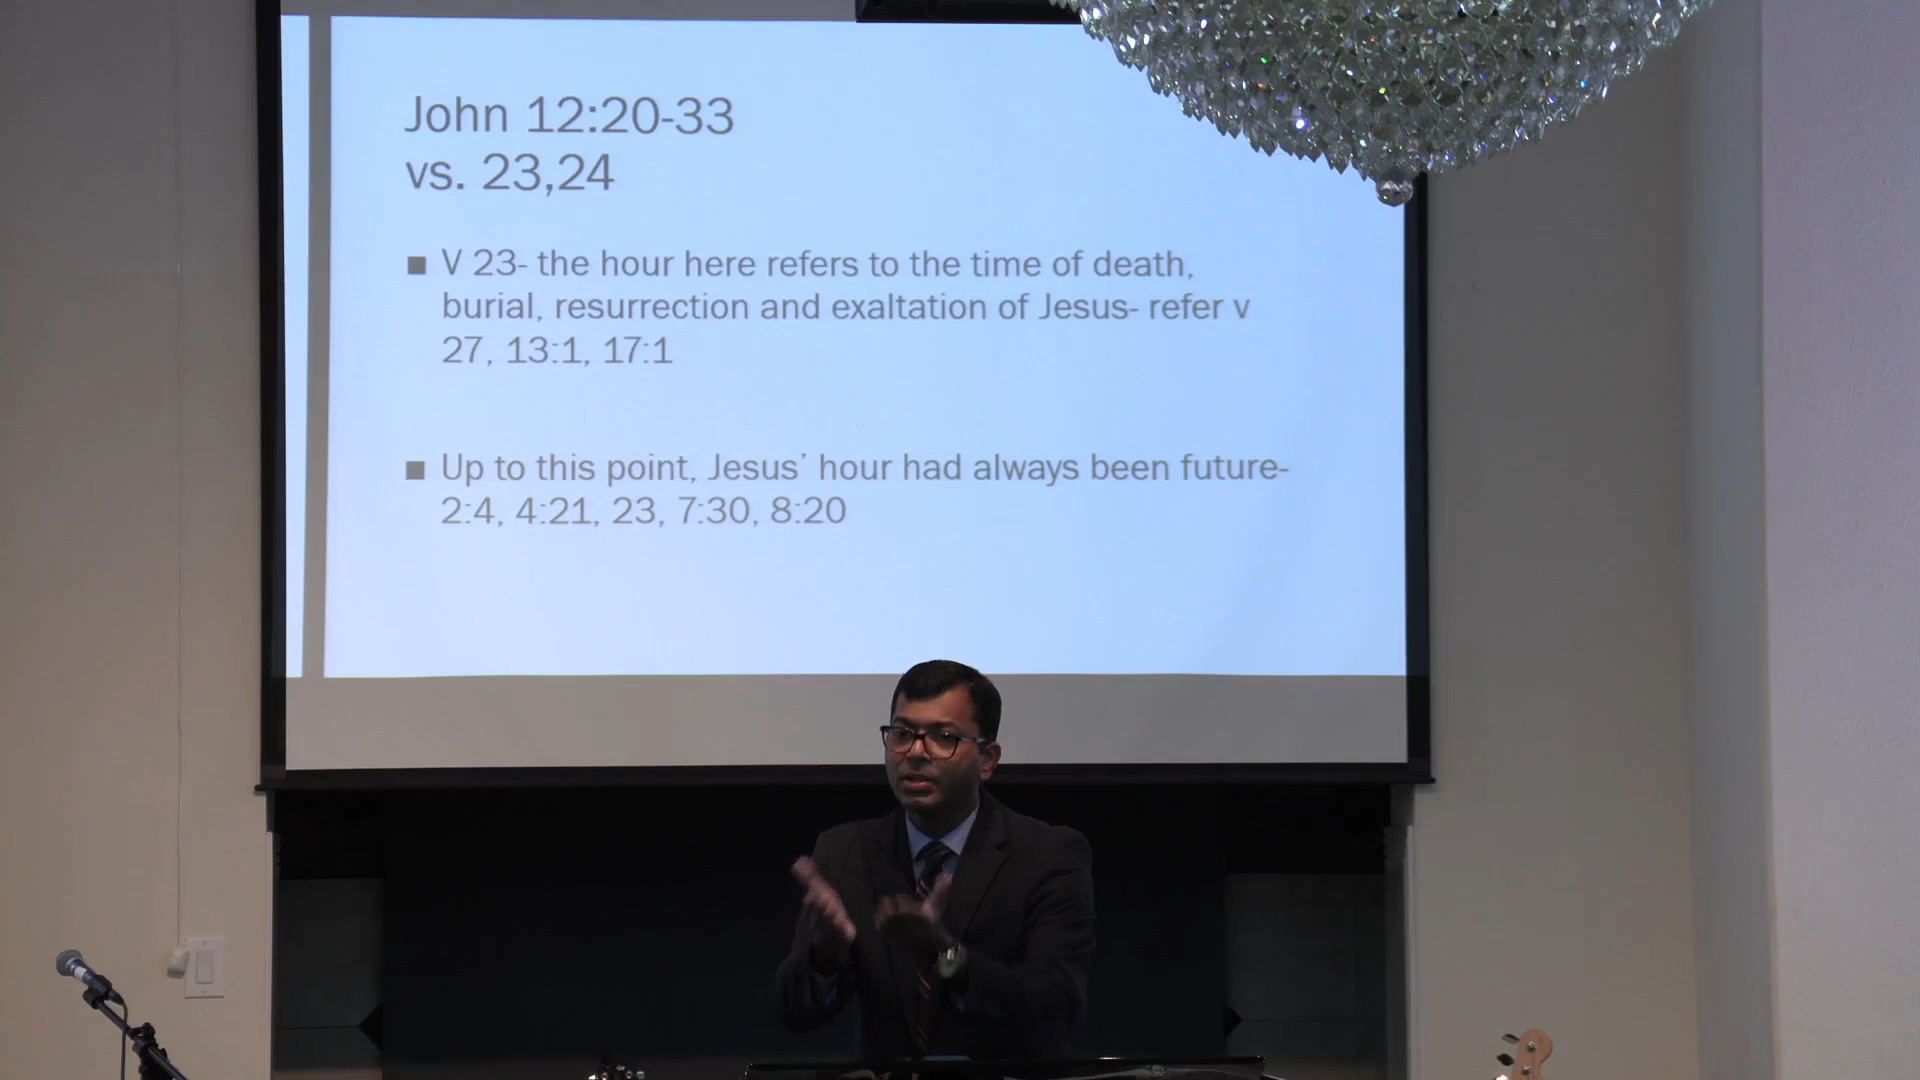 John 12:20-33
vs. 23,24
■ V 23- the hour here refers to the time of death,
burial, resurrection and exaltation of Jesus- refer v
27, 13:1, 17:1
■ Up to this point, Jesus’ hour had always been future-
2:4, 4:21, 23, 7:30, 8:20